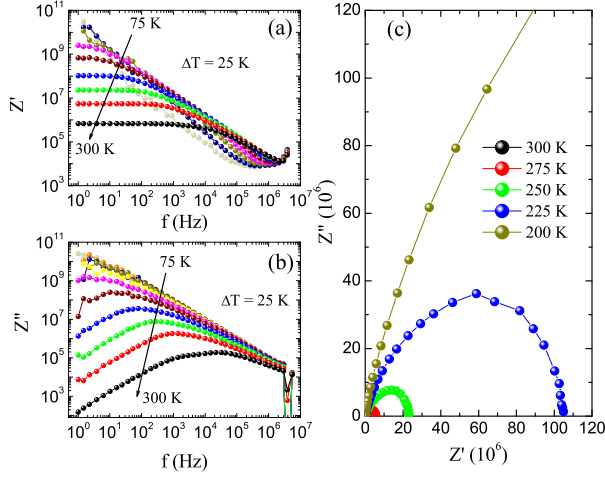 (a)
75 K
ΔT = 25 K
300 K
Z'
10^11
10^9
10^7
10^5
10^3
10^0 10^1 10^2 10^3 10^4 10^5 10^6 10^7
f (Hz)
(b)
75 K
ΔT = 25 K
300 K
Z"
10^11
10^9
10^7
10^5
10^3
10^0 10^1 10^2 10^3 10^4 10^5 10^6 10^7
f (Hz)
(c)
120
100
80
60
40
20
0
Z" (10^6)
300 K
275 K
250 K
225 K
200 K
0 20 40 60 80 100 120
Z' (10^6)